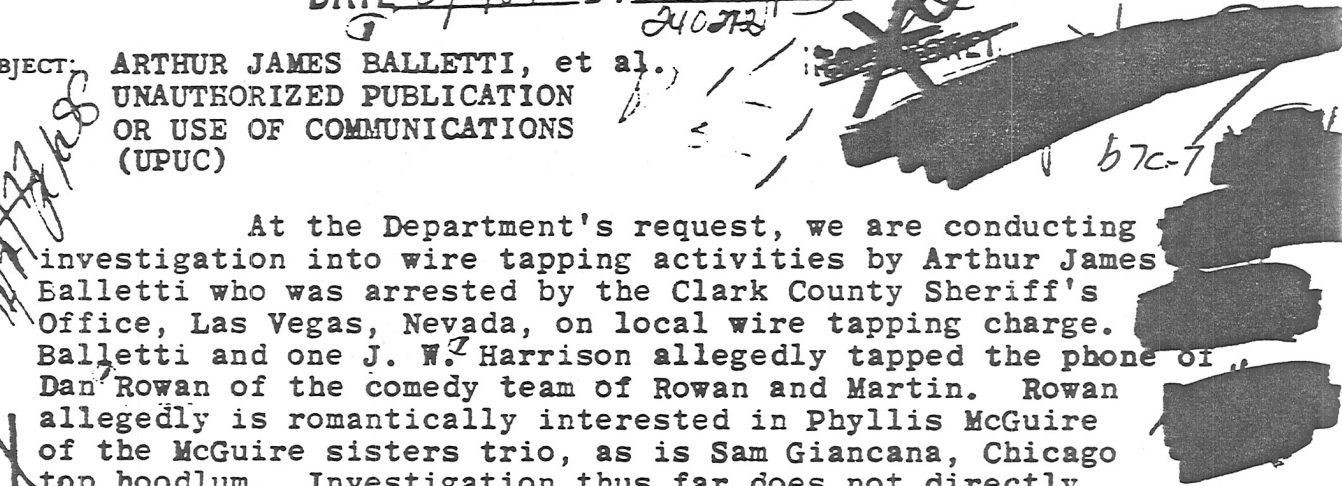 DATE
①
240272
BJECT: ARTHUR JAMES BALLETTI, et al.,
UNAUTHORIZED PUBLICATION
OR USE OF COMMUNICATIONS
(UPUC)
b7c-7
At the Department's request, we are conducting
investigation into wire tapping activities by Arthur James
Balletti who was arrested by the Clark County Sheriff's
Office, Las Vegas, Nevada, on local wire tapping charge.
Balletti and one J. W. Harrison allegedly tapped the phone of
Dan Rowan of the comedy team of Rowan and Martin. Rowan
allegedly is romantically interested in Phyllis McGuire
of the McGuire sisters trio, as is Sam Giancana, Chicago
top hoodlum. Investigation thus far does not directly